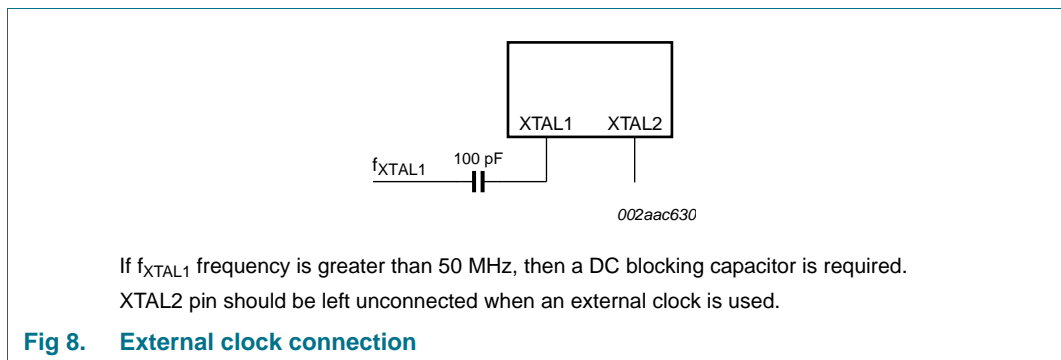 XTAL1 XTAL2
fXTAL1 100 pF
002aac630
If fXTAL1 frequency is greater than 50 MHz, then a DC blocking capacitor is required.
XTAL2 pin should be left unconnected when an external clock is used.
Fig 8. External clock connection